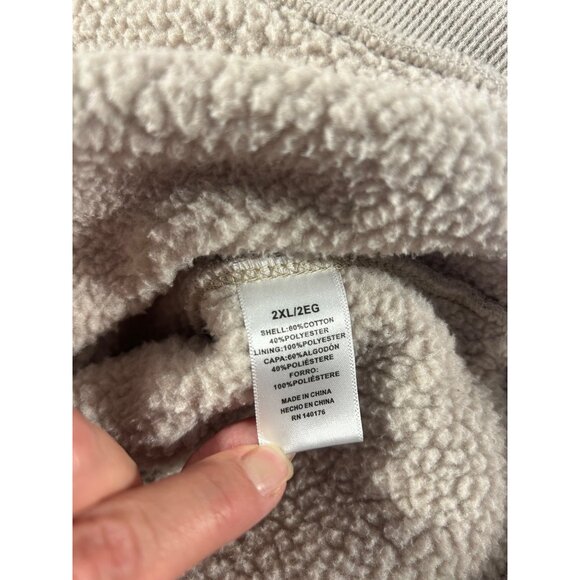 2XL/2EG
SHELL:60%COTTON
40%POLYESTER
LINING:100%POLYESTER
CAPA:60%ALGODÓN
40%POLIÉSTERE
FORRO:
100%POLIÉSTERE
MADE IN CHINA
HECHO EN CHINA
RN 140176